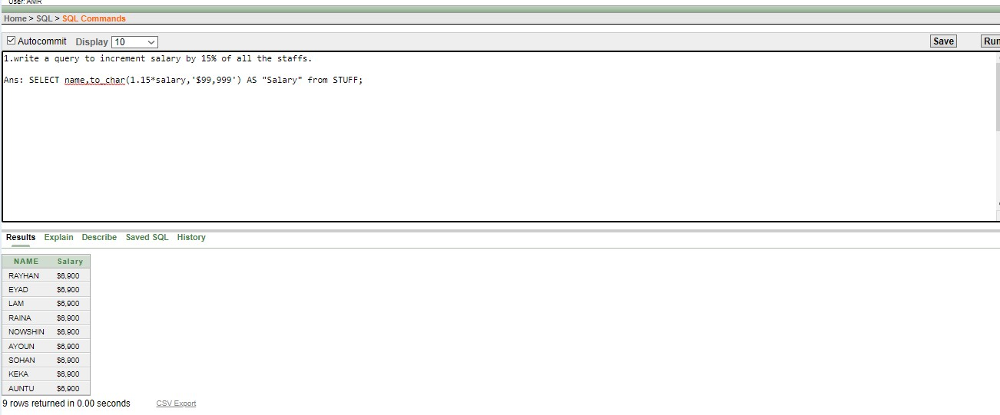 User: AMR
Home > SQL > SQL Commands
Autocommit Display 10 Save Run
1.write a query to increment salary by 15% of all the staffs.
Ans: SELECT name,to_char(1.15*salary,'$99,999') AS "Salary" from STUFF;
Results Explain Describe Saved SQL History
NAME Salary
RAYHAN $6,900
EYAD $6,900
LAM $6,900
RAINA $6,900
NOWSHIN $6,900
AYOUN $6,900
SOHAN $6,900
KEKA $6,900
AUNTU $6,900
9 rows returned in 0.00 seconds CSV Export